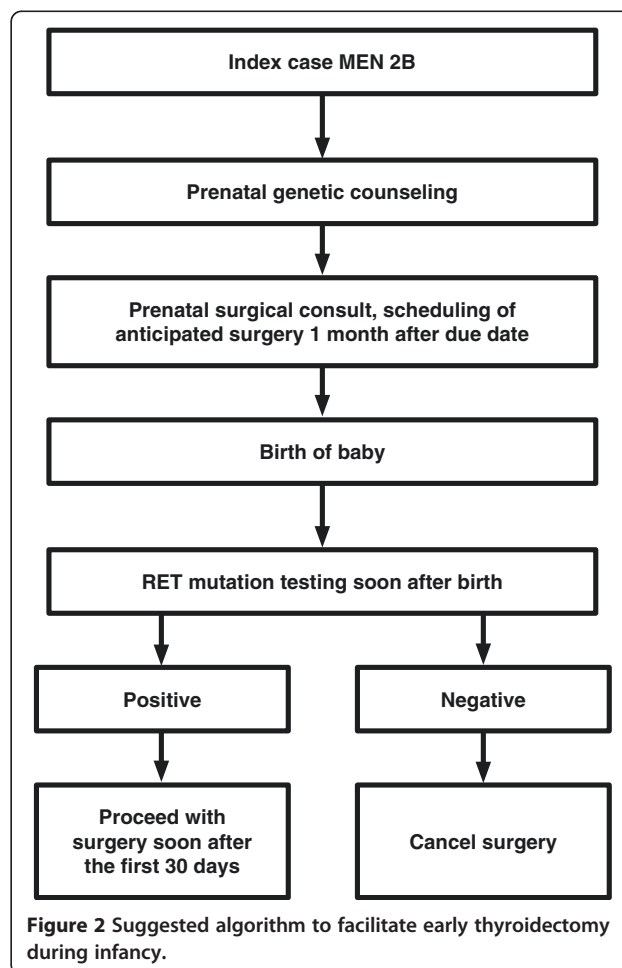 Index case MEN 2B
Prenatal genetic counseling
Prenatal surgical consult, scheduling of
anticipated surgery 1 month after due date
Birth of baby
RET mutation testing soon after birth
Positive
Negative
Proceed with
surgery soon after
the first 30 days
Cancel surgery
Figure 2 Suggested algorithm to facilitate early thyroidectomy
during infancy.